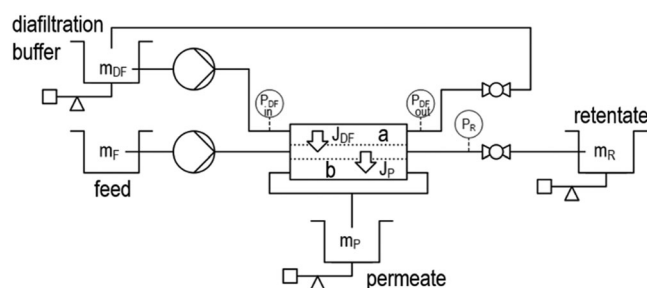 diafiltration
buffer
mDF
PDF
in
PDF
out
PR
retentate
JDF
a
mF
mR
b
JP
feed
mP
permeate